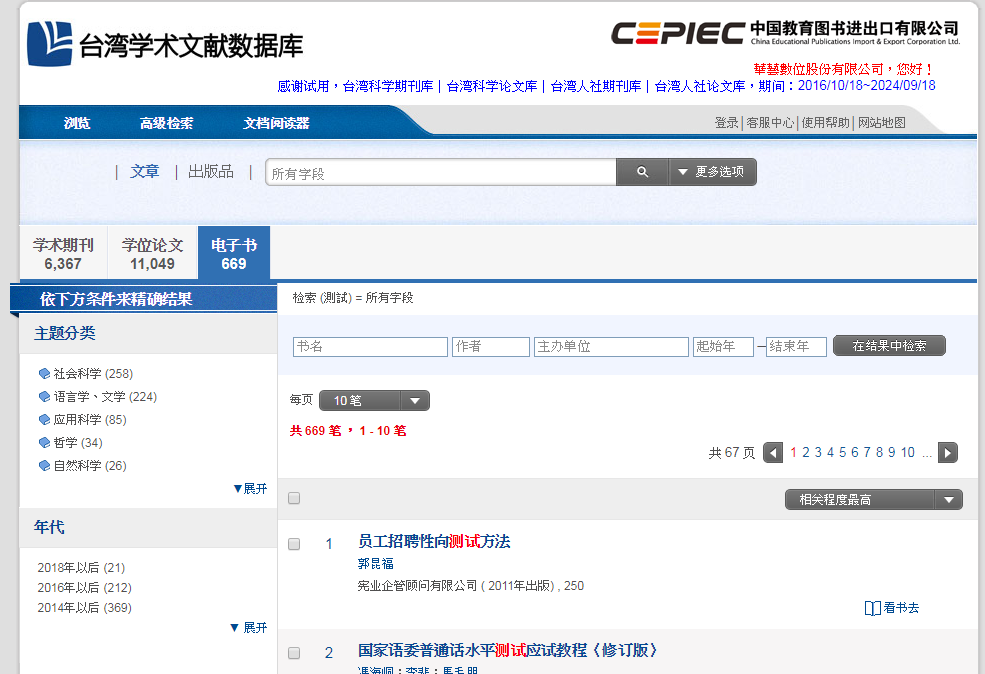 台湾学术文献数据库
CEPIEC 中国教育图书进出口有限公司
China Educational Publications Import & Export Corporation Ltd.
華藝數位股份有限公司，您好！
感谢试用，台湾科学期刊库 | 台湾科学论文库 | 台湾人社期刊库 | 台湾人社论文库，期间：2016/10/18~2024/09/18
浏览 高级检索 文档阅读器
登录 | 客服中心 | 使用帮助 | 网站地图
| 文章 | 出版品 |
所有字段
更多选项
学术期刊 学位论文 电子书
6,367 11,049 669
依下方条件来精确结果
检索 (測試) = 所有字段
主题分类
书名 作者 主办单位 起始年 — 结束年 在结果中检索
社会科学 (258)
语言学、文学 (224)
应用科学 (85)
哲学 (34)
自然科学 (26)
▼展开
每页 10 笔
共 669 笔，1 - 10 笔
共 67 页 1 2 3 4 5 6 7 8 9 10 ...
相关程度最高
年代
2018年以后 (21)
2016年以后 (212)
2014年以后 (369)
▼ 展开
1 员工招聘性向测试方法
郭昆福
宪业企管顾问有限公司 ( 2011年出版) , 250
看书去
2 国家语委普通话水平测试应试教程〈修订版〉